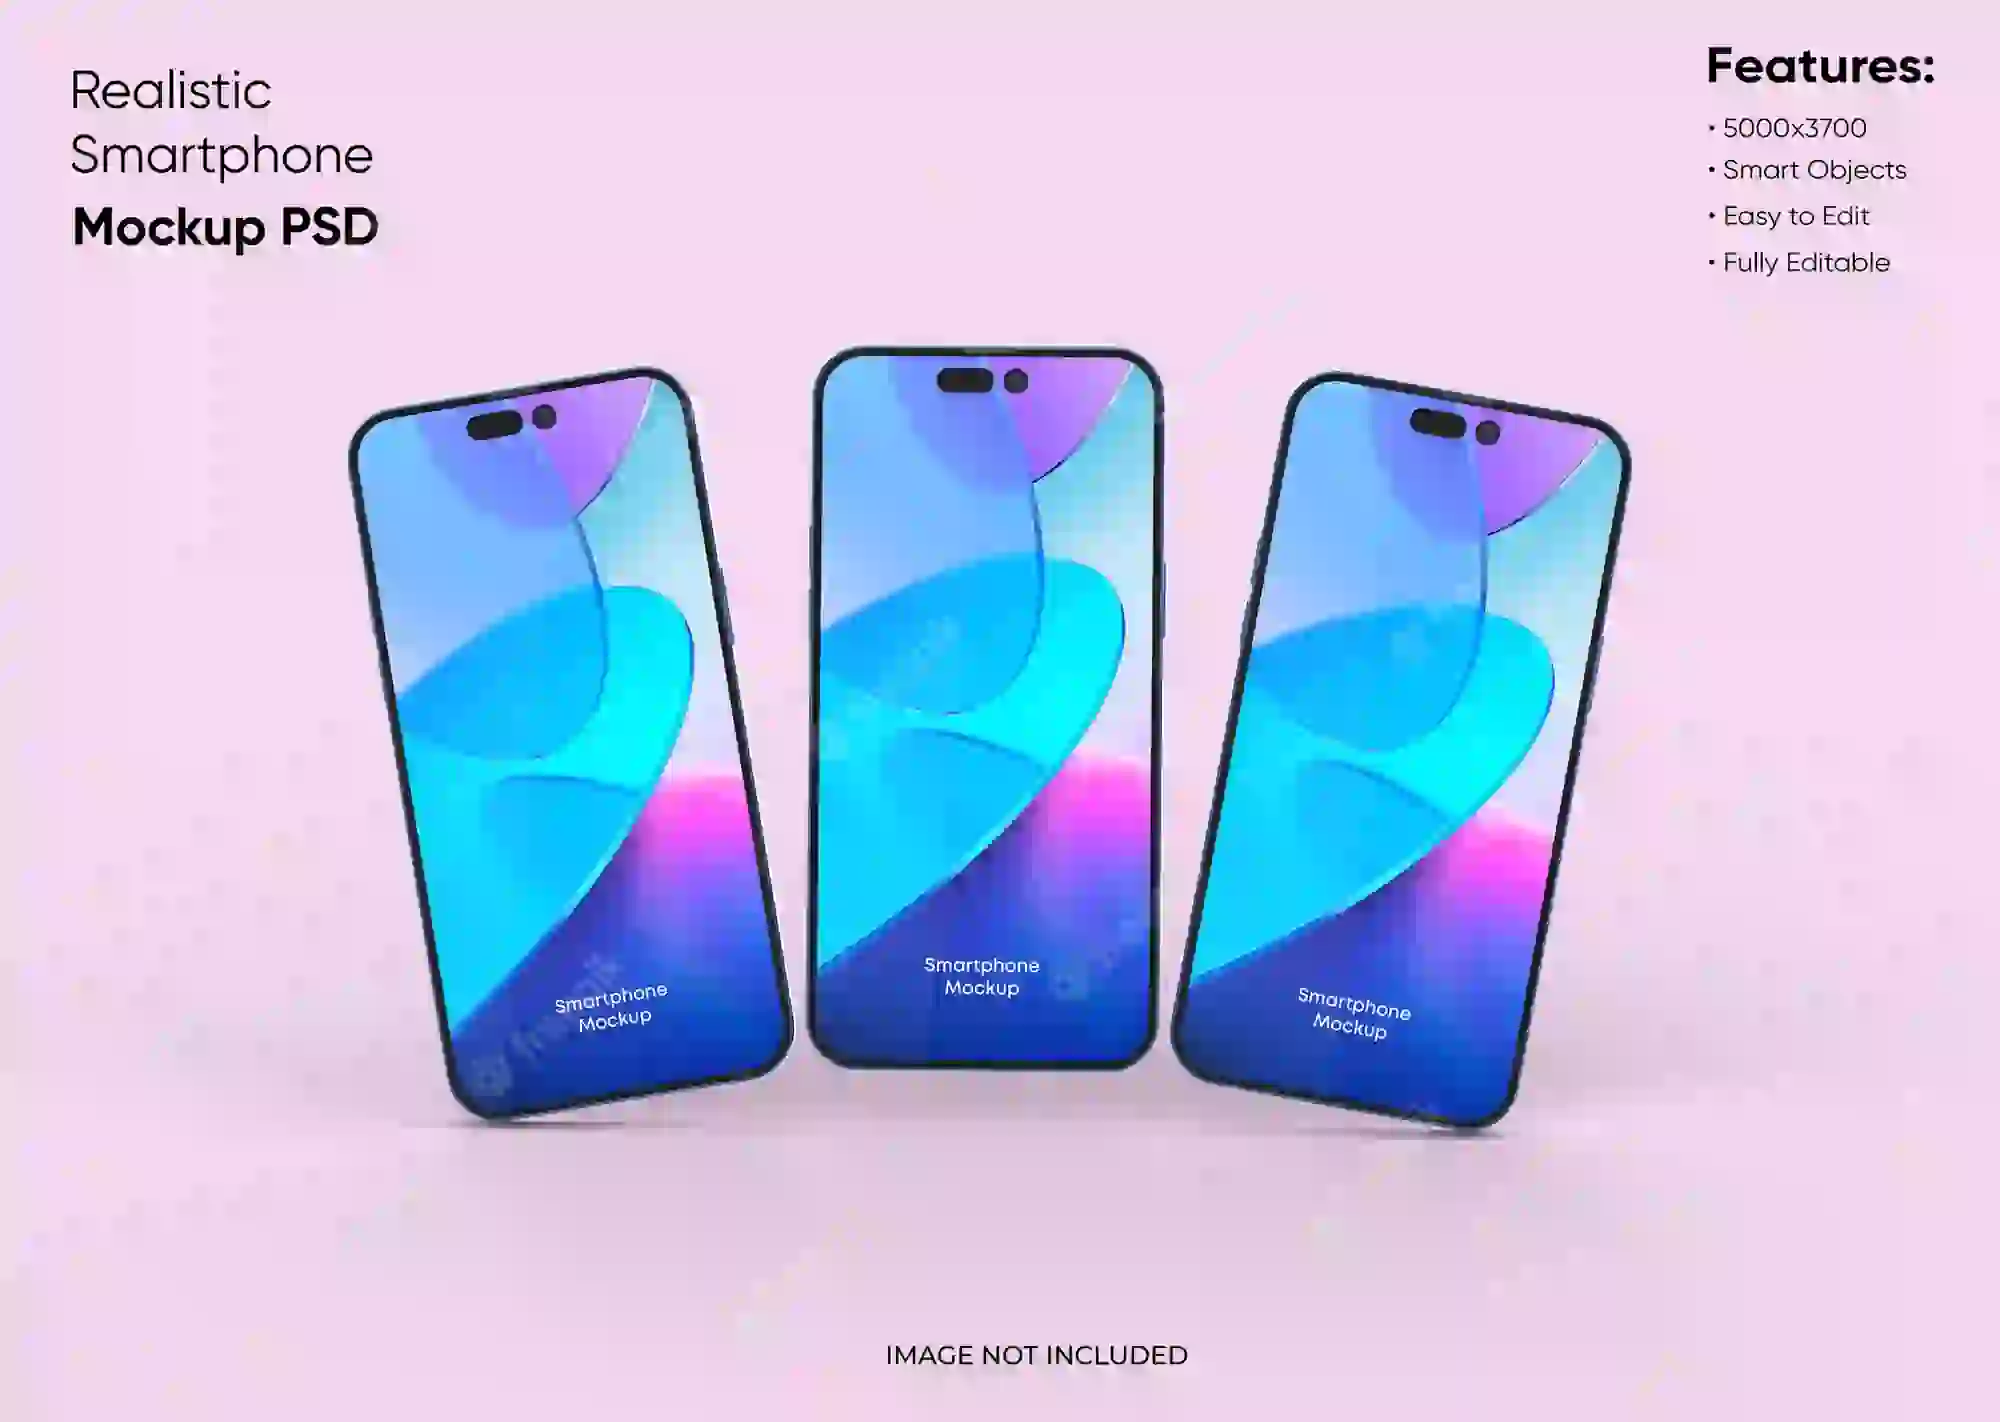 Realistic
Smartphone
Mockup PSD
Features:
• 5000x3700
• Smart Objects
• Easy to Edit
• Fully Editable
Smartphone
Mockup
Smartphone
Mockup
Smartphone
Mockup
IMAGE NOT INCLUDED